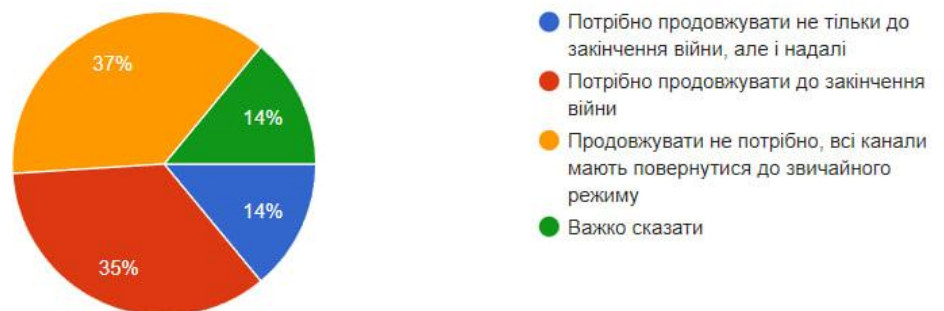 37%
14%
14%
35%
Потрібно продовжувати не тільки до
закінчення війни, але і надалі
Потрібно продовжувати до закінчення
війни
Продовжувати не потрібно, всі канали
мають повернутися до звичайного
режиму
Важко сказати